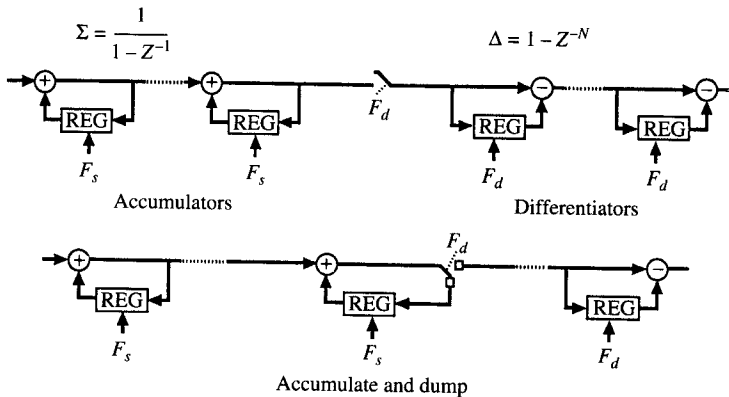 Σ = 1 / 1 – Z⁻¹
Δ = 1 – Z⁻ᴺ
+ + − −
F_d
REG REG REG REG
F_s F_s F_d F_d
Accumulators Differentiators
F_d
+ + −
REG REG REG
F_s F_s F_d
Accumulate and dump